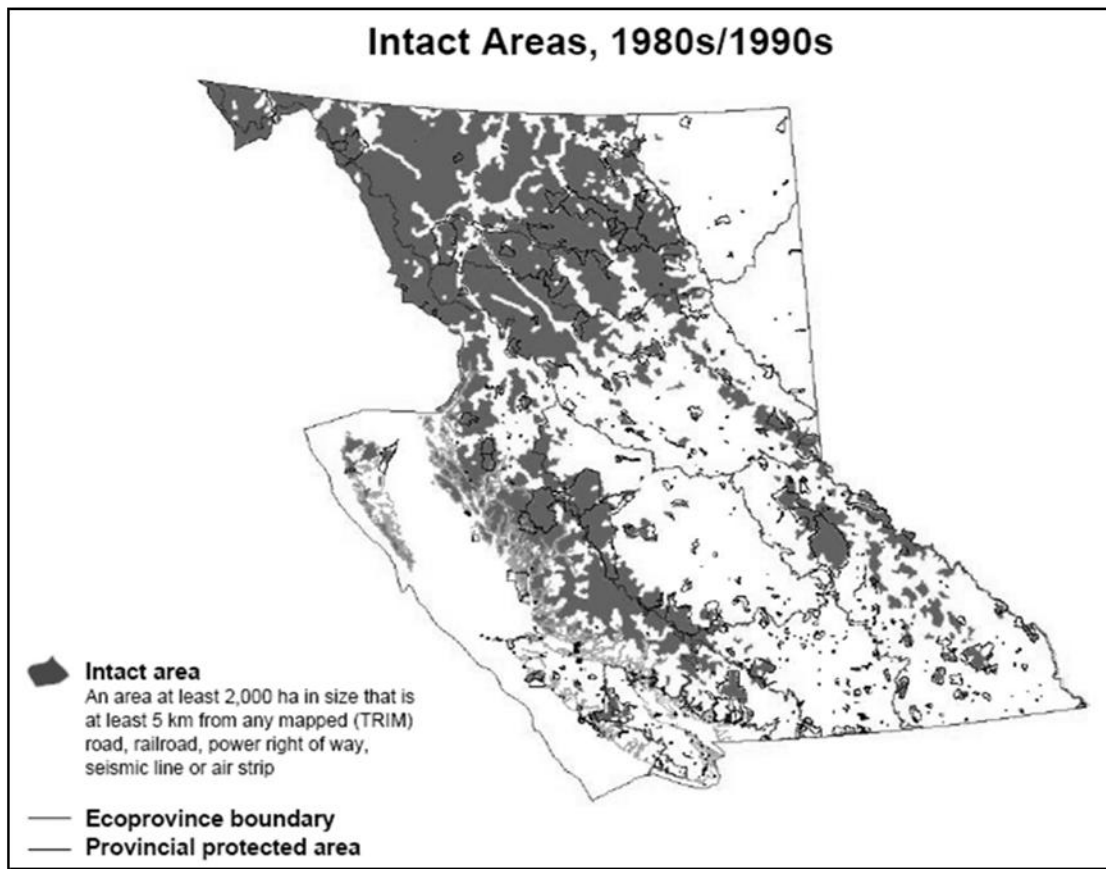 Intact Areas, 1980s/1990s
Intact area
An area at least 2,000 ha in size that is
at least 5 km from any mapped (TRIM)
road, railroad, power right of way,
seismic line or air strip
Ecoprovince boundary
Provincial protected area